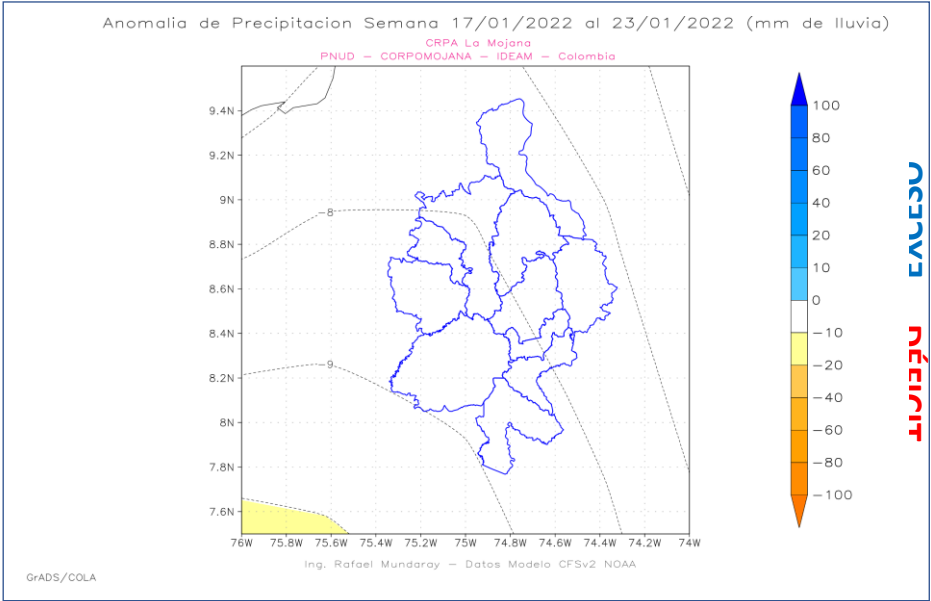 Anomalia de Precipitacion Semana 17/01/2022 al 23/01/2022 (mm de lluvia)
CRPA La Mojana
PNUD - CORPOMOJANA - IDEAM - Colombia
9.4N
9.2N
9N
8.8N
8.6N
8.4N
8.2N
8N
7.8N
7.6N
-8
-9
76W
75.8W
75.6W
75.4W
75.2W
75W
74.8W
74.6W
74.4W
74.2W
74W
100
80
60
40
20
10
0
-10
-20
-40
-60
-80
-100
EXCESO
DÉFICIT
Ing. Rafael Mundaray - Datos Modelo CFSv2 NOAA
GrADS/COLA